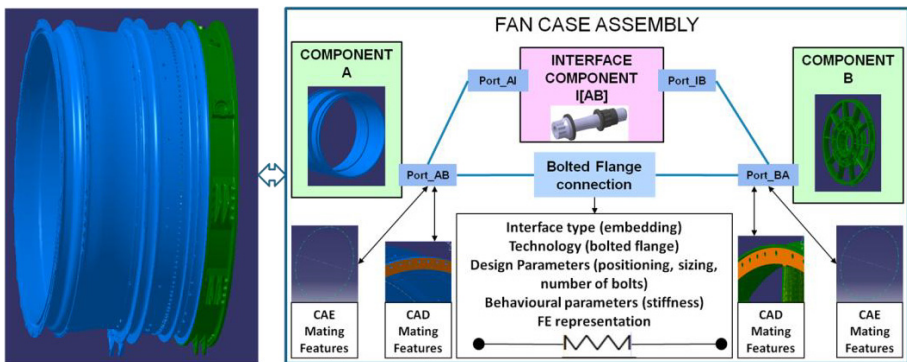 FAN CASE ASSEMBLY
COMPONENT
A
Port_AI
INTERFACE
COMPONENT
I[AB]
Port_IB
COMPONENT
B
Port_AB
Bolted Flange
connection
Port_BA
Interface type (embedding)
Technology (bolted flange)
Design Parameters (positioning, sizing,
number of bolts)
Behavioural parameters (stiffness)
FE representation
CAE
Mating
Features
CAD
Mating
Features
CAD
Mating
Features
CAE
Mating
Features